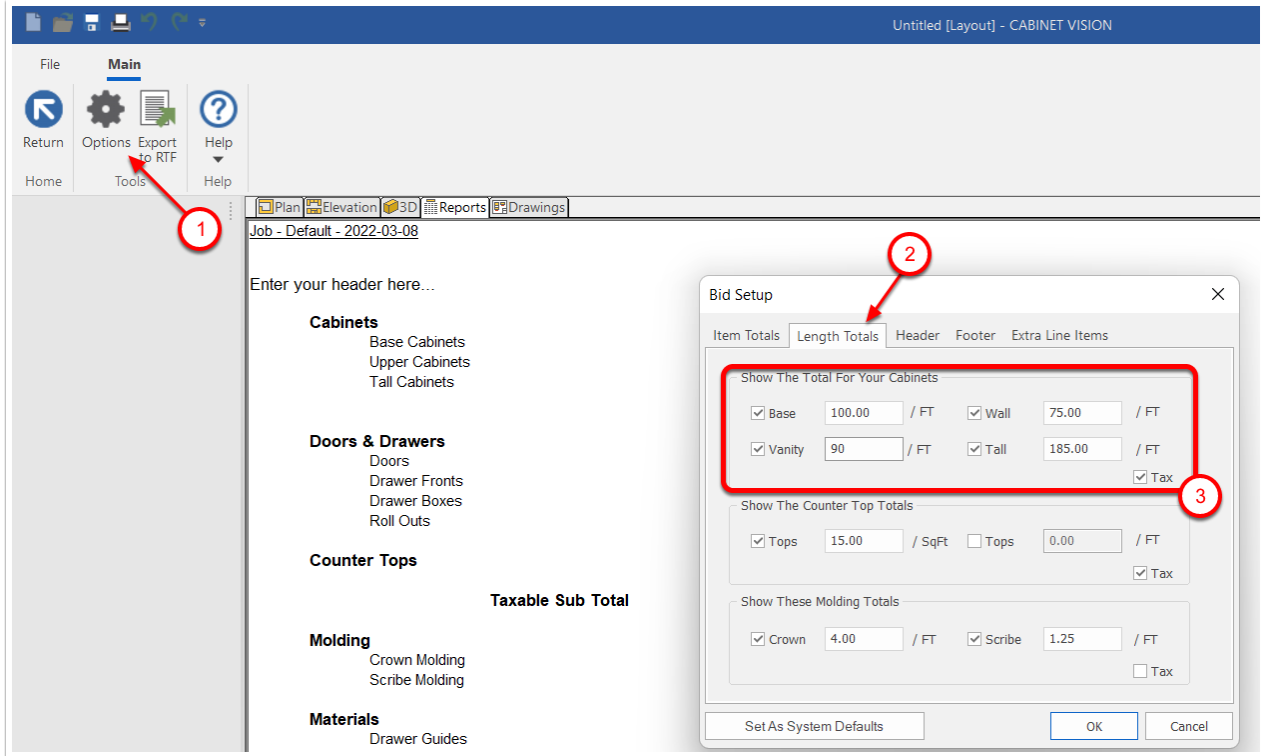 Untitled [Layout] - CABINET VISION
File Main
Return Options Export to RTF Help
Home Tools Help
1
Plan Elevation 3D Reports Drawings
Job - Default - 2022-03-08
2
Enter your header here...
Cabinets
Base Cabinets
Upper Cabinets
Tall Cabinets
Doors & Drawers
Doors
Drawer Fronts
Drawer Boxes
Roll Outs
Counter Tops
Taxable Sub Total
Molding
Crown Molding
Scribe Molding
Materials
Drawer Guides
Bid Setup
Item Totals Length Totals Header Footer Extra Line Items
Show The Total For Your Cabinets
Base 100.00 / FT Wall 75.00 / FT
Vanity 90 / FT Tall 185.00 / FT
Tax
3
Show The Counter Top Totals
Tops 15.00 / SqFt Tops 0.00 / FT
Tax
Show These Molding Totals
Crown 4.00 / FT Scribe 1.25 / FT
Tax
Set As System Defaults OK Cancel